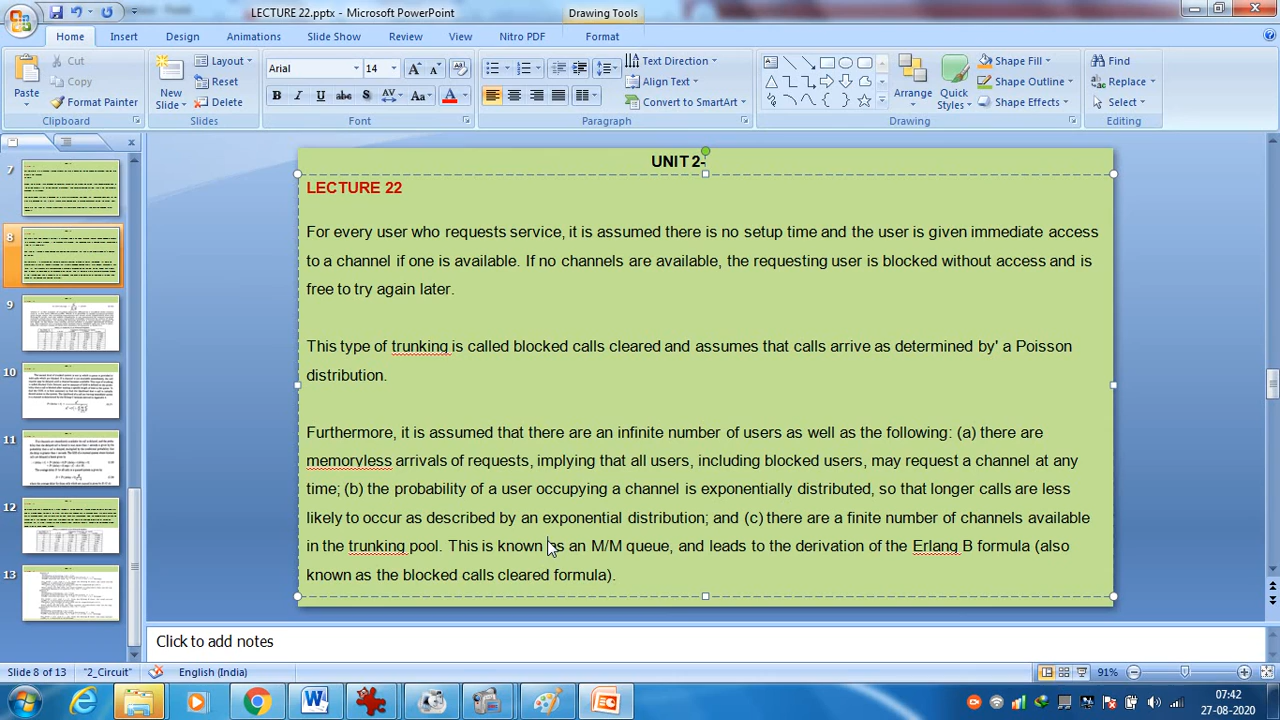 LECTURE 22.pptx - Microsoft PowerPoint
Drawing Tools
Home
Insert
Design
Animations
Slide Show
Review
View
Nitro PDF
Format
Paste
Cut
Copy
Format Painter
Clipboard
New
Slide
Layout
Reset
Delete
Slides
Arial
14
Font
Text Direction
Align Text
Convert to SmartArt
Paragraph
Arrange
Quick
Styles
Shape Fill
Shape Outline
Shape Effects
Drawing
Find
Replace
Select
Editing
7
8
9
10
11
12
13
UNIT 2-
LECTURE 22
For every user who requests service, it is assumed there is no setup time and the user is given immediate access
to a channel if one is available. If no channels are available, the requesting user is blocked without access and is
free to try again later.
This type of trunking is called blocked calls cleared and assumes that calls arrive as determined by' a Poisson
distribution.
Furthermore, it is assumed that there are an infinite number of users as well as the following: (a) there are
memoryless arrivals of requests, implying that all users, including blocked users, may request a channel at any
time; (b) the probability of a user occupying a channel is exponentially distributed, so that longer calls are less
likely to occur as described by an exponential distribution; and (c) there are a finite number of channels available
in the trunking pool. This is known as an M/M queue, and leads to the derivation of the Erlang B formula (also
known as the blocked calls cleared formula).
Click to add notes
Slide 8 of 13
"2_Circuit"
English (India)
91%
07:42
27-08-2020